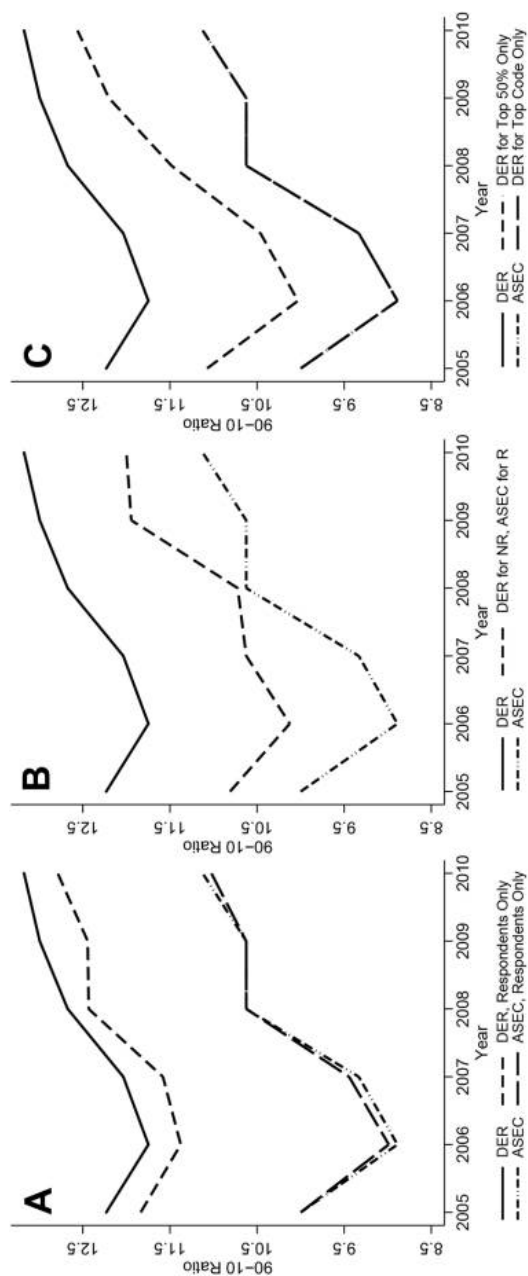 A
90−10 Ratio
12.5
11.5
10.5
9.5
8.5
2005 2006 2007 2008 2009 2010
Year
DER DER, Respondents Only
ASEC ASEC, Respondents Only
B
90−10 Ratio
12.5
11.5
10.5
9.5
8.5
2005 2006 2007 2008 2009 2010
Year
DER DER for NR, ASEC for R
ASEC
C
90−10 Ratio
12.5
11.5
10.5
9.5
8.5
2005 2006 2007 2008 2009 2010
Year
DER DER for Top 50% Only
ASEC DER for Top Code Only